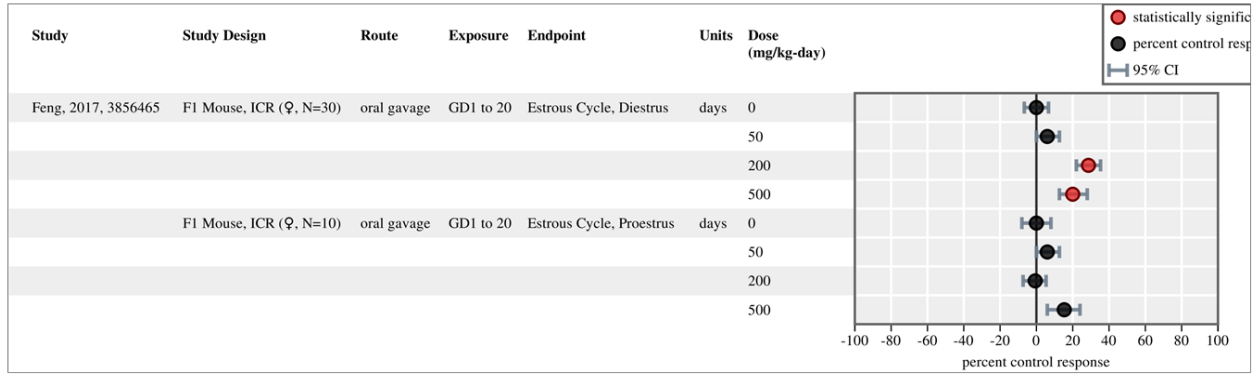 statistically signific
percent control resp
95% CI
Study Study Design Route Exposure Endpoint Units Dose
(mg/kg-day)
Feng, 2017, 3856465 F1 Mouse, ICR (♀, N=30) oral gavage GD1 to 20 Estrous Cycle, Diestrus days 0
50
200
500
F1 Mouse, ICR (♀, N=10) oral gavage GD1 to 20 Estrous Cycle, Proestrus days 0
50
200
500
-100 -80 -60 -40 -20 0 20 40 60 80 100
percent control response